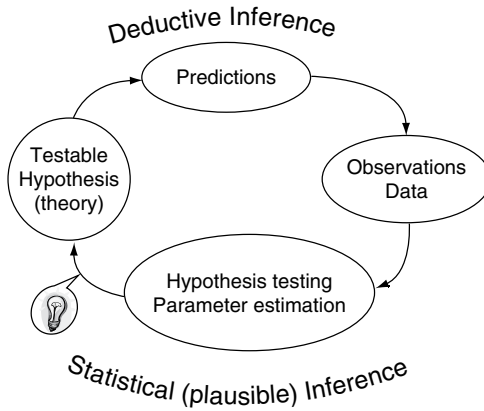 Deductive Inference
Predictions
Testable
Hypothesis
(theory)
Observations
Data
Hypothesis testing
Parameter estimation
Statistical (plausible) Inference